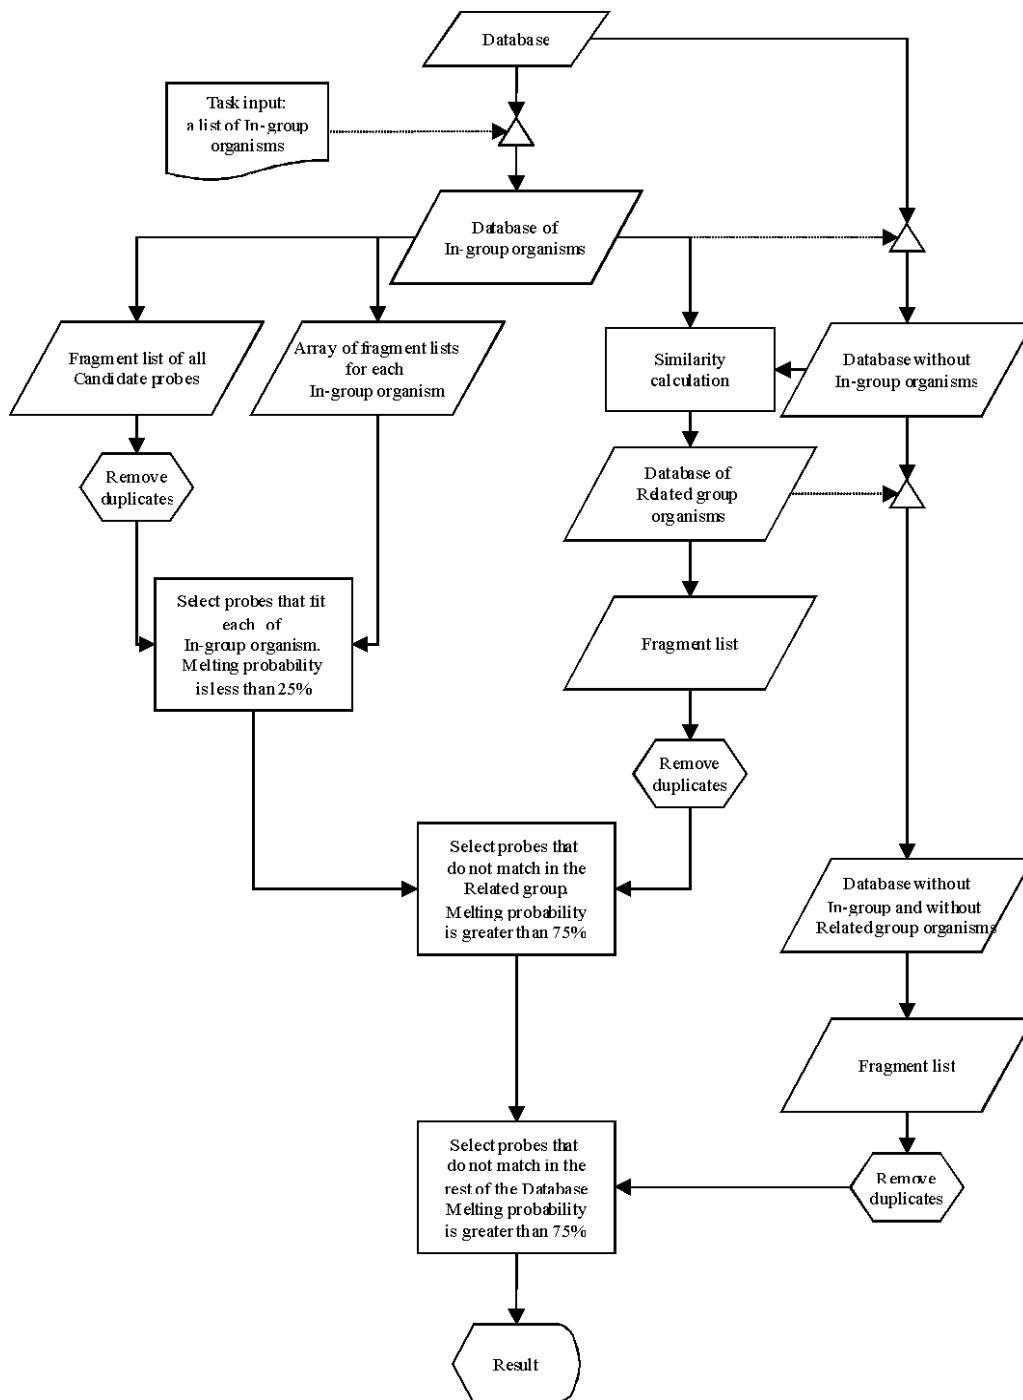 Database
Task input:
a list of In-group
organisms
Database of
In-group organisms
Fragment list of all
Candidate probes
Array of fragment lists
for each
In-group organism
Similarity
calculation
Database without
In-group organisms
Remove
duplicates
Database of
Related group
organisms
Select probes that fit
each of
In-group organism.
Melting probability
is less than 25%
Fragment list
Remove
duplicates
Select probes that
do not match in the
Related group.
Melting probability
is greater than 75%
Database without
In-group and without
Related group organisms
Fragment list
Select probes that
do not match in the
rest of the Database
Melting probability
is greater than 75%
Remove
duplicates
Result